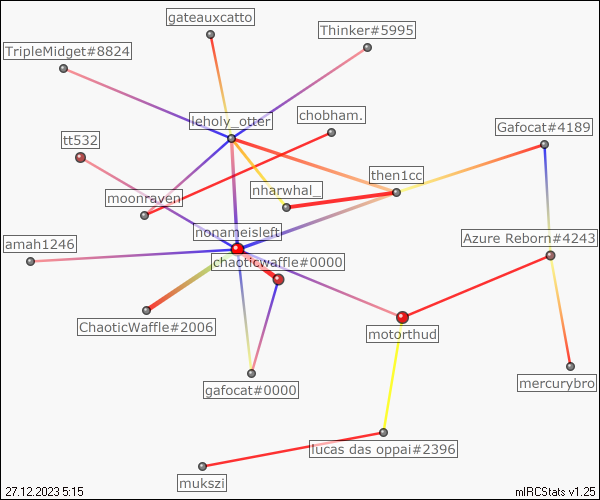 gateauxcatto
Thinker#5995
TripleMidget#8824
leholy_otter
chobham.
Gafocat#4189
tt532
then1cc
nharwhal_
moonraven
nonameisleft
amah1246
Azure Reborn#4243
chaoticwaffle#0000
ChaoticWaffle#2006
motorthud
gafocat#0000
mercurybro
lucas das oppai#2396
mukszi
27.12.2023 5:15
mIRCStats v1.25